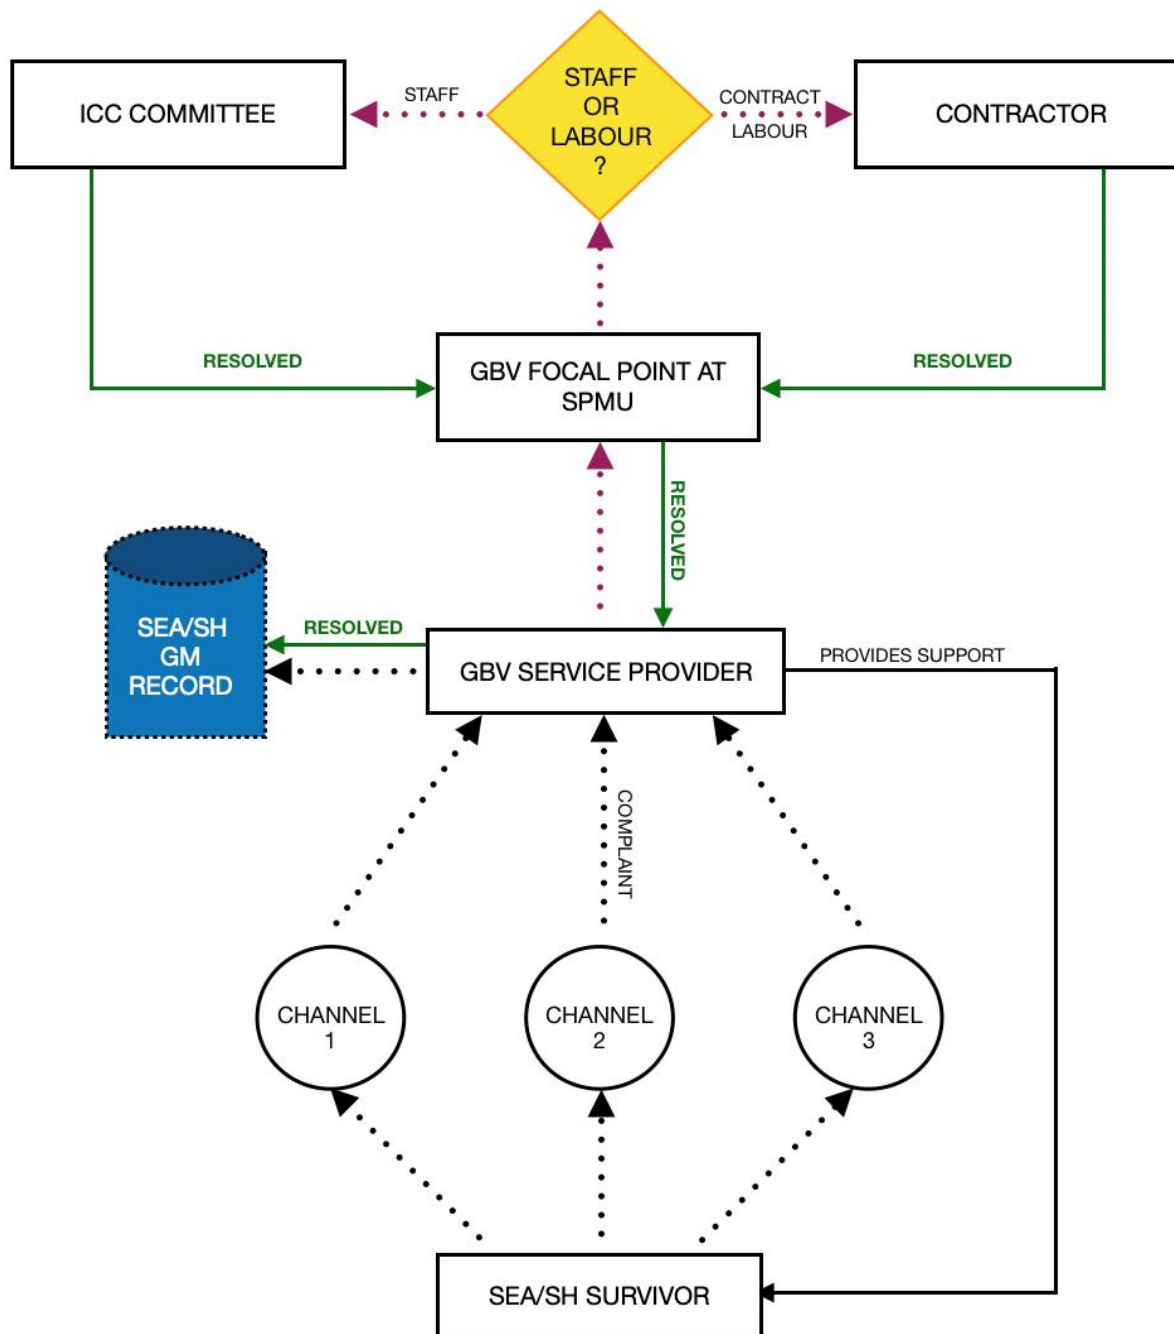 STAFF
OR
LABOUR
?
ICC COMMITTEE
STAFF
CONTRACT
LABOUR
CONTRACTOR
RESOLVED
GBV FOCAL POINT AT
SPMU
RESOLVED
RESOLVED
SEA/SH
GM
RECORD
RESOLVED
GBV SERVICE PROVIDER
PROVIDES SUPPORT
COMPLAINT
CHANNEL
1
CHANNEL
2
CHANNEL
3
SEA/SH SURVIVOR